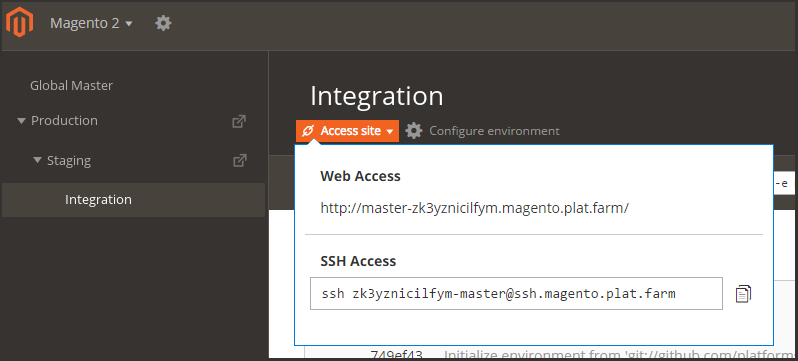 Magento 2
Global Master
Production
Staging
Integration
Integration
Access site
Configure environment
Web Access
http://master-zk3yznicilfym.magento.plat.farm/
SSH Access
ssh zk3yznicilfym-master@ssh.magento.plat.farm
-e
749ef43 Initialize environment from 'git://github.com/platform